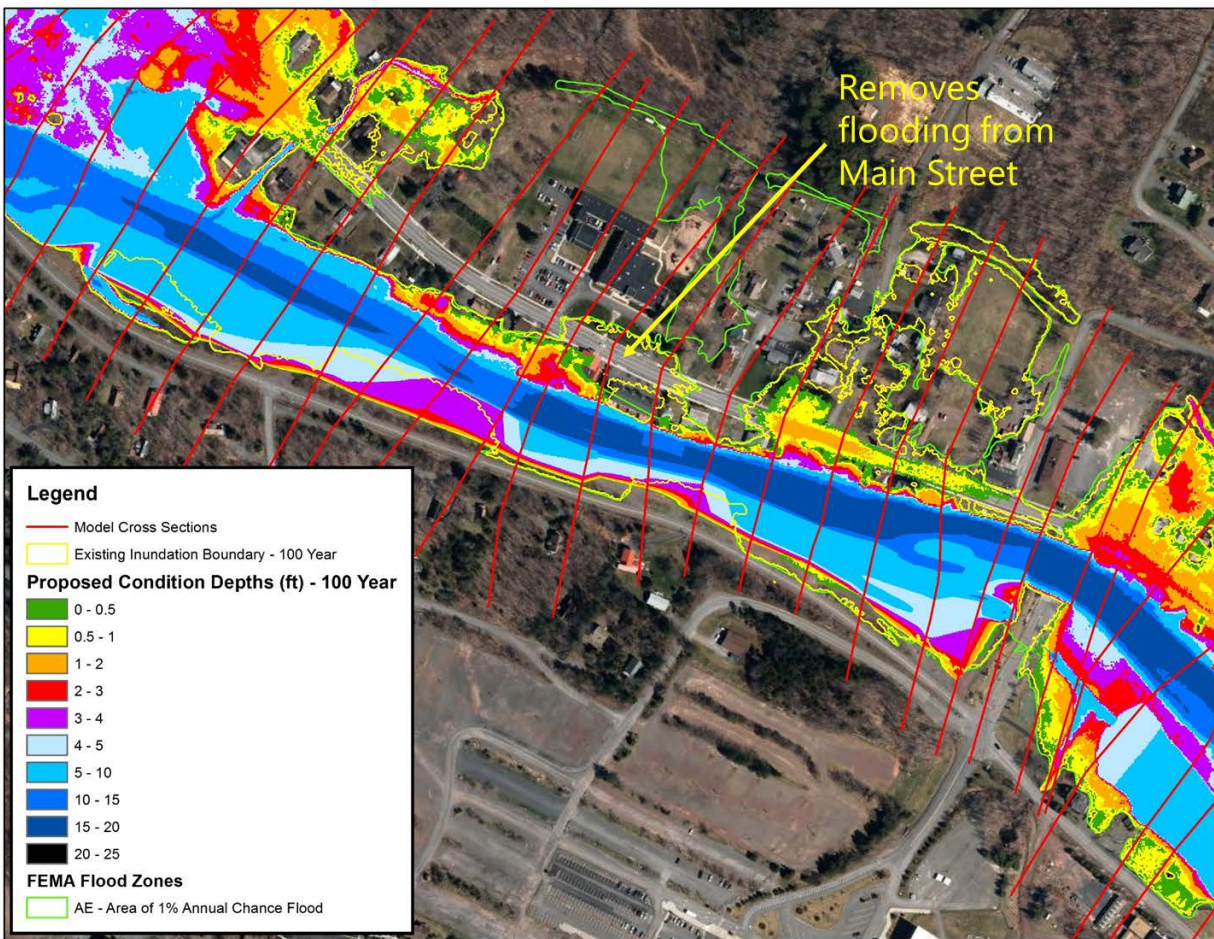 Removes
flooding from
Main Street
Legend
Model Cross Sections
Existing Inundation Boundary - 100 Year
Proposed Condition Depths (ft) - 100 Year
0 - 0.5
0.5 - 1
1 - 2
2 - 3
3 - 4
4 - 5
5 - 10
10 - 15
15 - 20
20 - 25
FEMA Flood Zones
AE - Area of 1% Annual Chance Flood